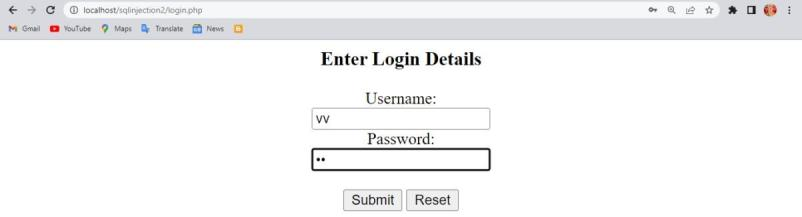 localhost/sqlinjection2/login.php
Gmail YouTube Maps Translate News
Enter Login Details
Username:
vv
Password:
••
Submit Reset